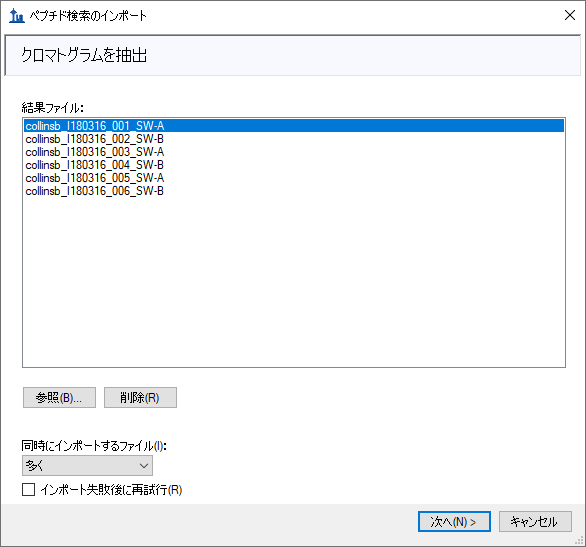 ペプチド検索のインポート
クロマトグラムを抽出
結果ファイル:
collinsb_I180316_001_SW-A
collinsb_I180316_002_SW-B
collinsb_I180316_003_SW-A
collinsb_I180316_004_SW-B
collinsb_I180316_005_SW-A
collinsb_I180316_006_SW-B
参照(B)... 削除(R)
同時にインポートするファイル(I):
多く
インポート失敗後に再試行(R)
次へ(N) > キャンセル